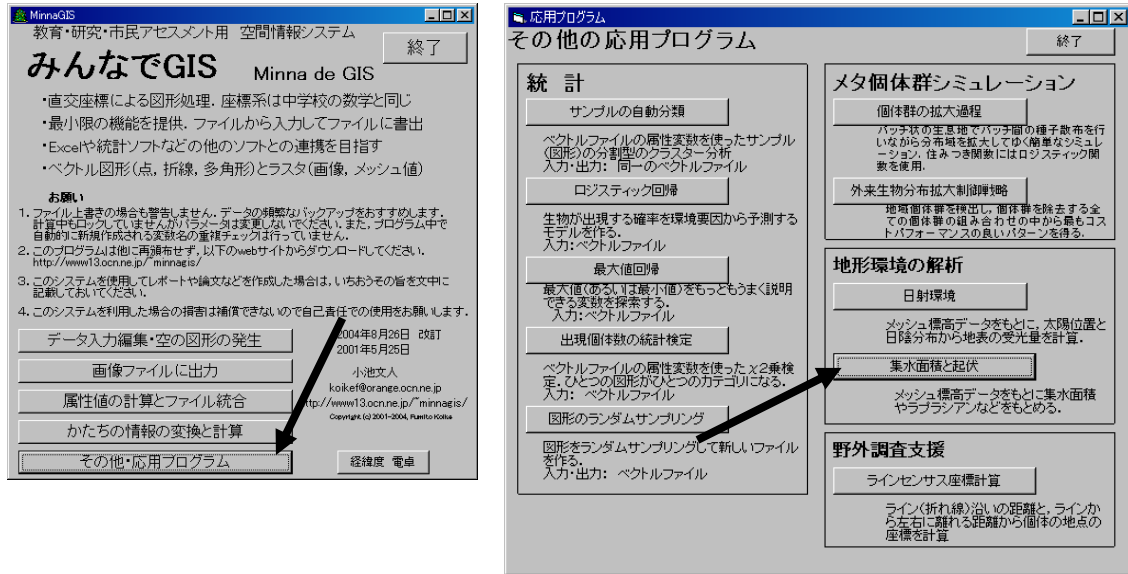 MinnaGIS
教育・研究・市民アセスメント用 空間情報システム
終了
みんなでGIS Minna de GIS
・直交座標による図形処理. 座標系は中学校の数学と同じ
・最小限の機能を提供. ファイルから入力してファイルに書出
・Excelや統計ソフトなどの他のソフトとの連携を目指す
・ベクトル図形(点, 折線, 多角形)とラスタ(画像, メッシュ値)
お願い
1. ファイル上書きの場合も警告しません. データの頻繁なバックアップをおすすめします.
計算中もロックしていませんがパラメータは変更しないでください. また, プログラム中で
自動的に新規作成される変数名の重複チェックは行っていません.
2. このプログラムは他に再頒布せず, 以下のwebサイトからダウンロードしてください.
http://www13.ocn.ne.jp/~minnagis/
3. このシステムを使用してレポートや論文などを作成した場合は, いちおうその旨を文中に
記載しておいてください.
4. このシステムを利用した場合の損害は補償できないので自己責任での使用をお願いします.
データ入力編集・空の図形の発生
2004年8月26日 改訂
2001年5月25日
画像ファイルに出力
小池文人
koikef@orange.ocn.ne.jp
属性値の計算とファイル統合
ttp://www13.ocn.ne.jp/~minnagis/
Copyright (c) 2001-2004, Fumito Koike
かたちの情報の変換と計算
その他・応用プログラム
経緯度 電卓
応用プログラム
その他の応用プログラム
終了
統 計
サンプルの自動分類
ベクトルファイルの属性変数を使ったサンプル
(図形)の分割型のクラスター分析
入力・出力: 同一のベクトルファイル
ロジスティック回帰
生物が出現する確率を環境要因から予測する
モデルを作る.
入力:ベクトルファイル
最大値回帰
最大値(あるいは最小値)をもっともうまく説明
できる変数を探索する.
入力:ベクトルファイル
出現個体数の統計検定
ベクトルファイルの属性変数を使ったχ2乗検
定. ひとつの図形がひとつのカテゴリになる.
入力: ベクトルファイル
図形のランダムサンプリング
図形をランダムサンプリングして新しいファイル
を作る.
入力・出力: ベクトルファイル
メタ個体群シミュレーション
個体群の拡大過程
パッチ状の生息地でパッチ間の種子散布を行
いながら分布域を拡大してゆく簡単なシミュレ
ーション. 住みつき関数にはロジスティック関
数を使用.
外来生物分布拡大制御戦略
地域個体群を検出し, 個体群を除去する全
ての個体群の組み合わせの中から最もコス
トパフォーマンスの良いパターンを得る.
地形環境の解析
日射環境
メッシュ標高データをもとに, 太陽位置と
日陰分布から地表の受光量を計算.
集水面積と起伏
メッシュ標高データをもとに集水面積
やラプラシアンなどをもとめる.
野外調査支援
ラインセンサス座標計算
ライン(折れ線)沿いの距離と, ラインか
ら左右に離れる距離から個体の地点の
座標を計算